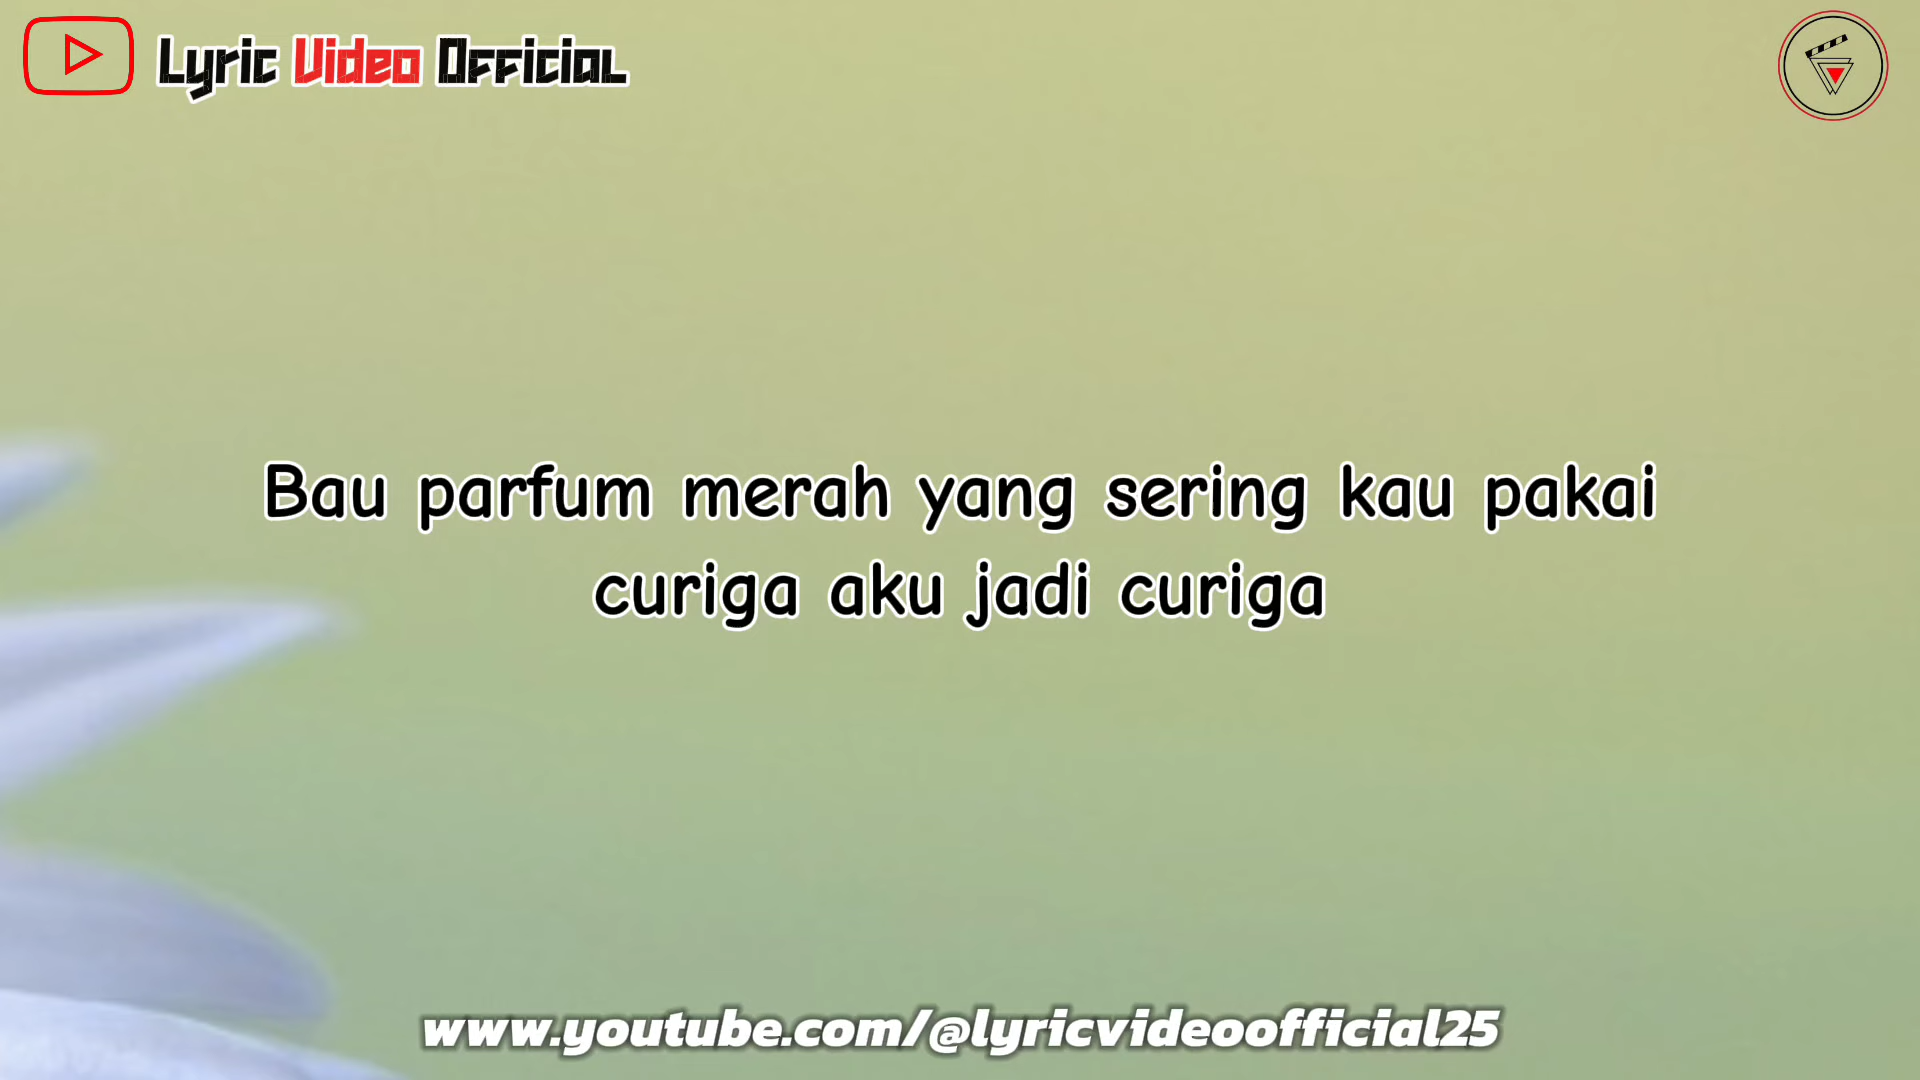 Lyric Video Official
Bau parfum merah yang sering kau pakai
curiga aku jadi curiga
www.youtube.com/@lyricvideoofficial25